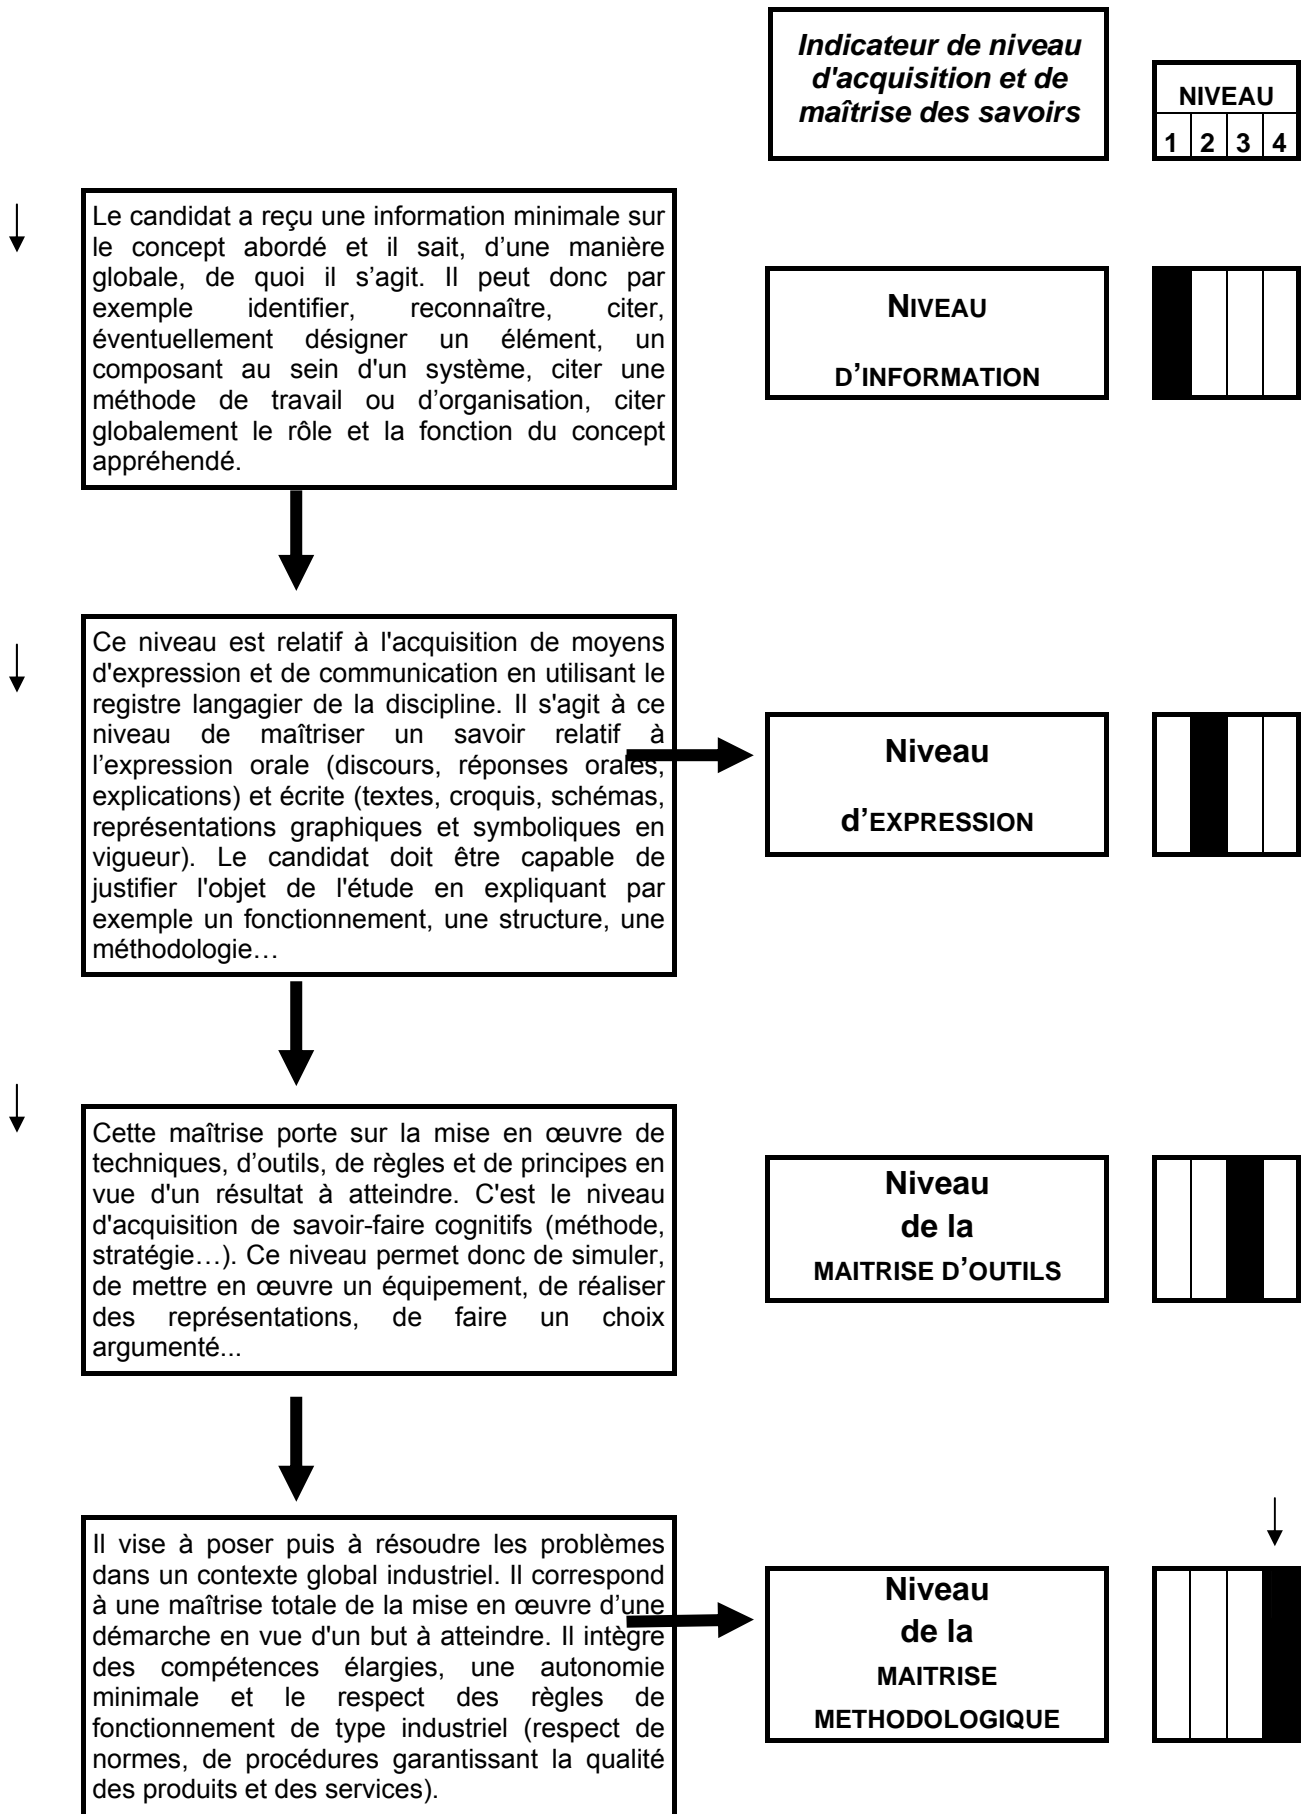 Indicateur de niveau
d'acquisition et de
maîtrise des savoirs
NIVEAU
1 2 3 4
Le candidat a reçu une information minimale sur
le concept abordé et il sait, d’une manière
globale, de quoi il s’agit. Il peut donc par
exemple identifier, reconnaître, citer,
éventuellement désigner un élément, un
composant au sein d'un système, citer une
méthode de travail ou d’organisation, citer
globalement le rôle et la fonction du concept
appréhendé.
NIVEAU
D’INFORMATION
Ce niveau est relatif à l'acquisition de moyens
d'expression et de communication en utilisant le
registre langagier de la discipline. Il s'agit à ce
niveau de maîtriser un savoir relatif à
l’expression orale (discours, réponses orales,
explications) et écrite (textes, croquis, schémas,
représentations graphiques et symboliques en
vigueur). Le candidat doit être capable de
justifier l'objet de l'étude en expliquant par
exemple un fonctionnement, une structure, une
méthodologie…
Niveau
d’EXPRESSION
Cette maîtrise porte sur la mise en œuvre de
techniques, d’outils, de règles et de principes en
vue d'un résultat à atteindre. C'est le niveau
d'acquisition de savoir-faire cognitifs (méthode,
stratégie…). Ce niveau permet donc de simuler,
de mettre en œuvre un équipement, de réaliser
des représentations, de faire un choix
argumenté...
Niveau
de la
MAITRISE D’OUTILS
Il vise à poser puis à résoudre les problèmes
dans un contexte global industriel. Il correspond
à une maîtrise totale de la mise en œuvre d’une
démarche en vue d'un but à atteindre. Il intègre
des compétences élargies, une autonomie
minimale et le respect des règles de
fonctionnement de type industriel (respect de
normes, de procédures garantissant la qualité
des produits et des services).
Niveau
de la
MAITRISE
METHODOLOGIQUE